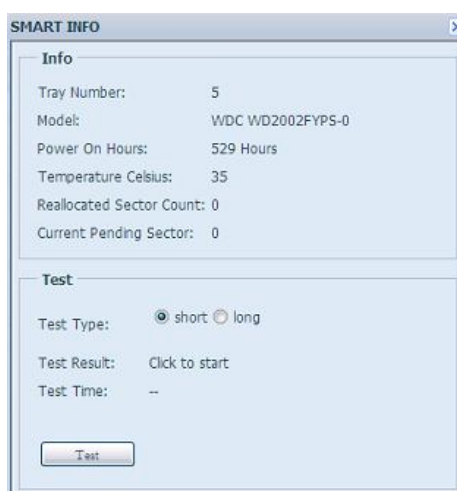 SMART INFO
Info
Tray Number: 5
Model: WDC WD2002FYPS-0
Power On Hours: 529 Hours
Temperature Celsius: 35
Reallocated Sector Count: 0
Current Pending Sector: 0
Test
Test Type: short long
Test Result: Click to start
Test Time: --
Test